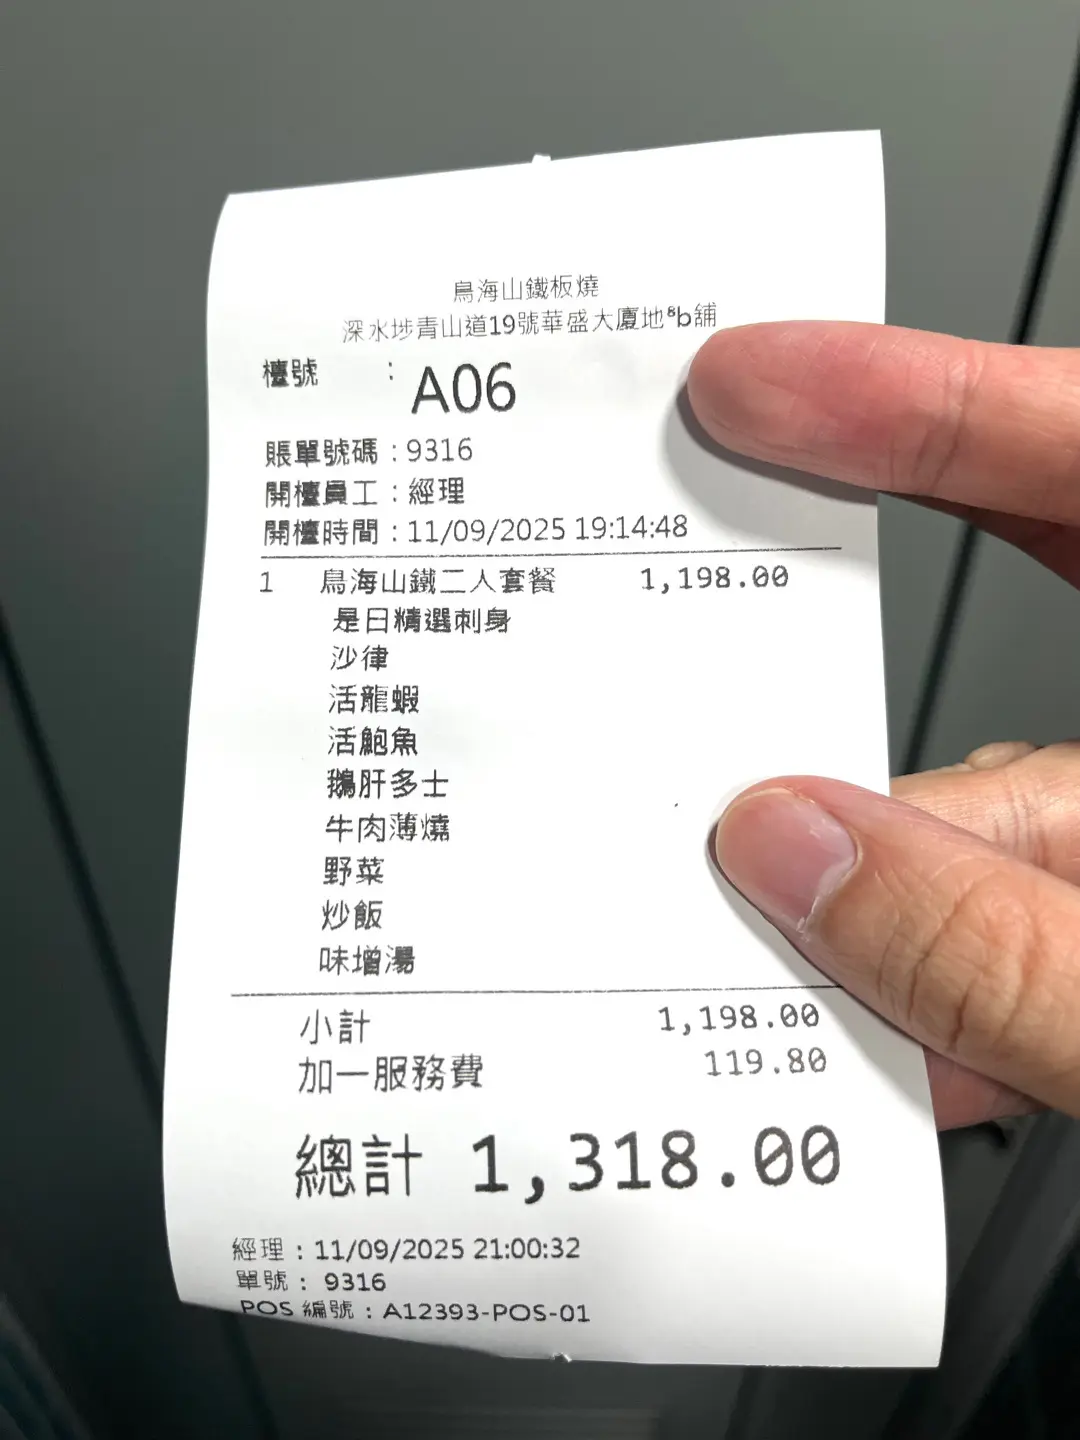 鳥海山鐵板燒
深水埗青山道19號華盛大廈地b舖
檯號 : A06
賬單號碼 : 9316
開檯員工 : 經理
開檯時間 : 11/09/2025 19:14:48
1 鳥海山鐵二人套餐 1,198.00
是日精選刺身
沙律
活龍蝦
活鮑魚
鵝肝多士
牛肉薄燒
野菜
炒飯
味增湯
小計 1,198.00
加一服務費 119.80
總計 1,318.00
經理 : 11/09/2025 21:00:32
單號 : 9316
POS 編號 : A12393-POS-01